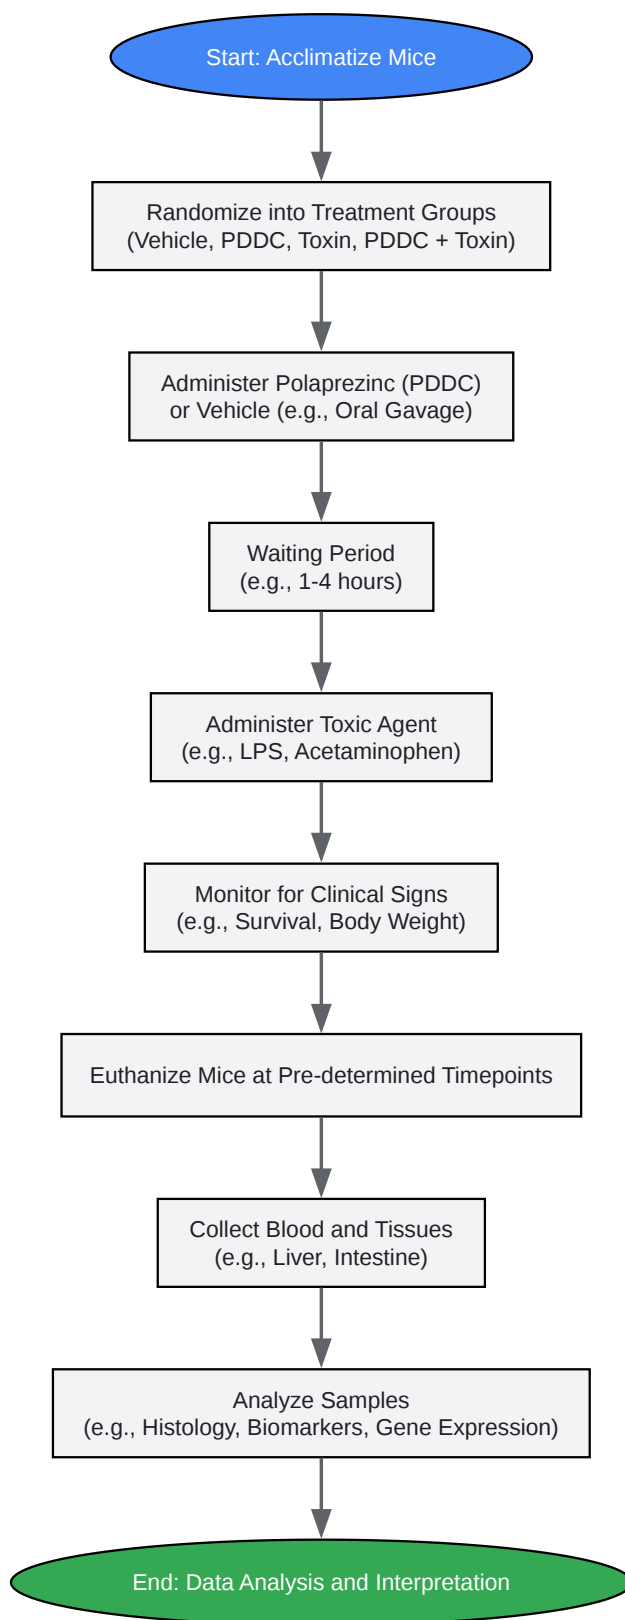 Start: Acclimatize Mice
Randomize into Treatment Groups
(Vehicle, PDDC, Toxin, PDDC + Toxin)
Administer Polaprezinc (PDDC)
or Vehicle (e.g., Oral Gavage)
Waiting Period
(e.g., 1-4 hours)
Administer Toxic Agent
(e.g., LPS, Acetaminophen)
Monitor for Clinical Signs
(e.g., Survival, Body Weight)
Euthanize Mice at Pre-determined Timepoints
Collect Blood and Tissues
(e.g., Liver, Intestine)
Analyze Samples
(e.g., Histology, Biomarkers, Gene Expression)
End: Data Analysis and Interpretation